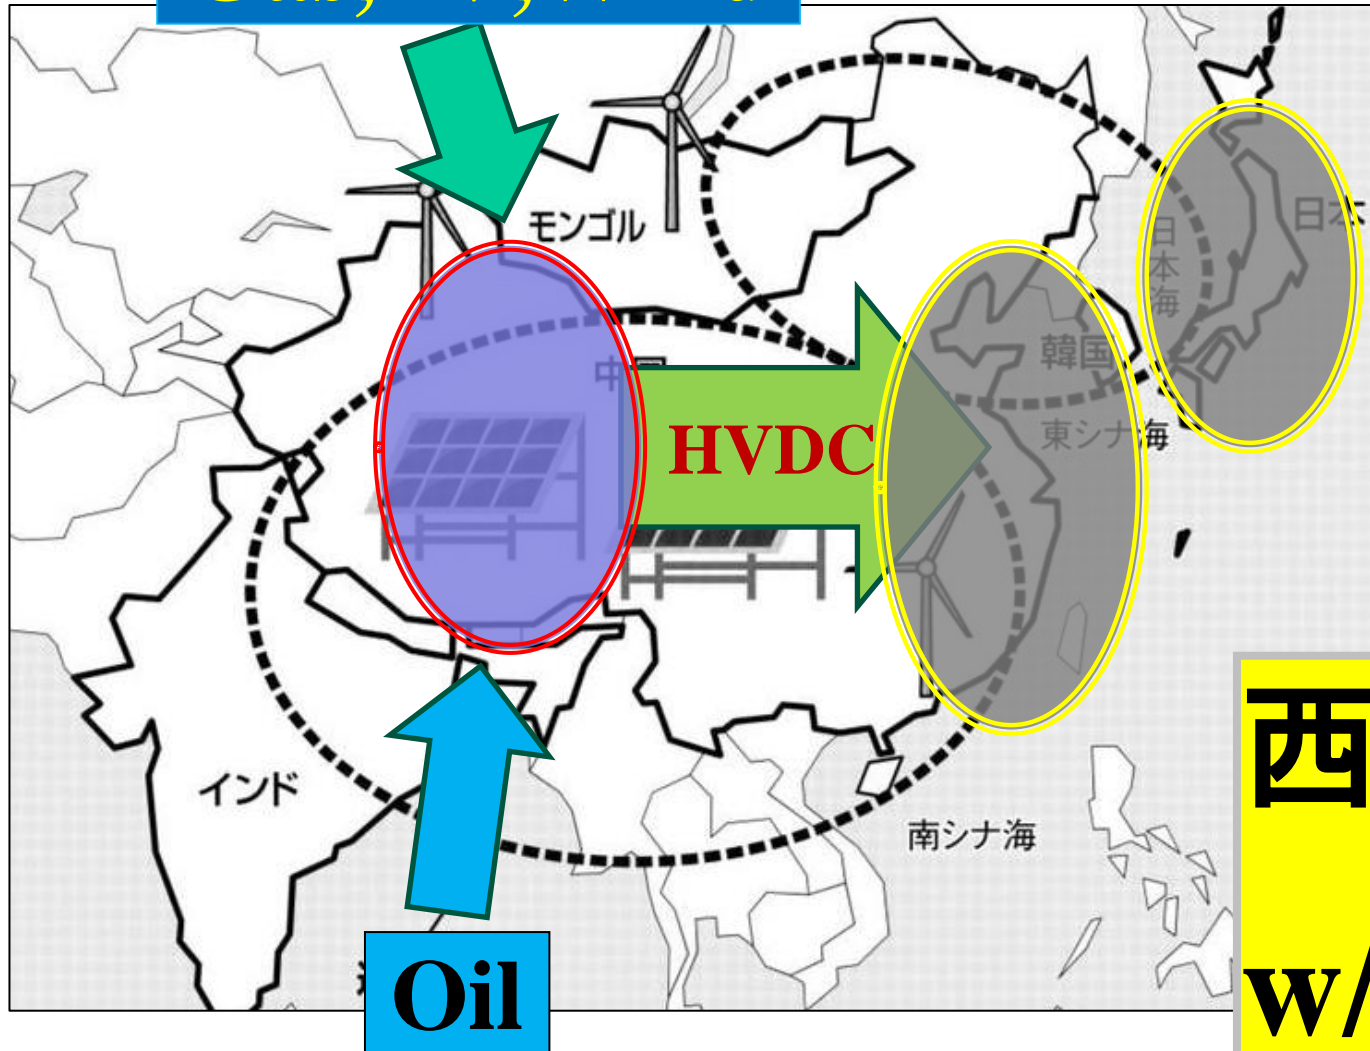 モンゴル
日本
日本海
中国
韓国
HVDC
東シナ海
インド
南シナ海
西
Oil
w/